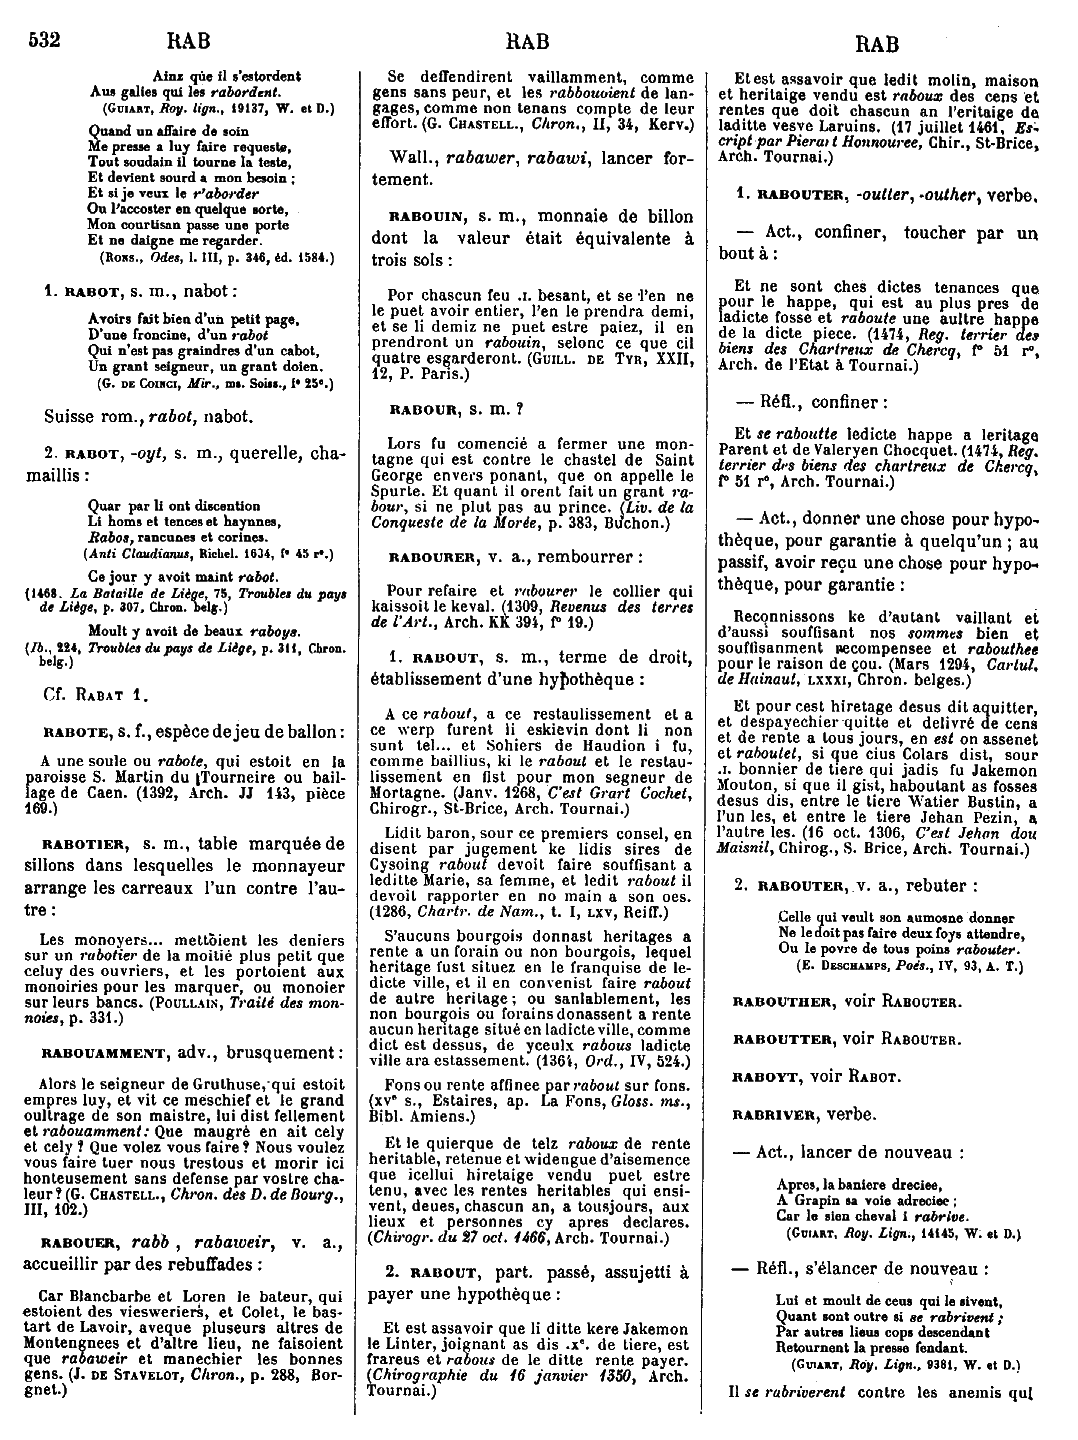 532 RAB RAB RAB
Ainz que il s'estordent
Aus galies qui les rabordent.
(Guiart, Roy. lign., 19137, W. et D.)
Quand un affaire de soin
Me presse a luy faire requeste,
Tout soudain il tourne la teste,
Et devient sourd a mon besoin ;
Et si je veux le r'aborder
Ou l'accoster en quelque sorte,
Mon courtisan passe une porte
Et ne daigne me regarder.
(Rons., Odes, l. III, p. 346, éd. 1584.)
1. RABOT, s. m., nabot :
Avoirs fait bien d'un petit page,
D'une froncine, d'un rabot
Qui n'est pas graindres d'un cabot,
Un grant seigneur, un grant doien.
(G. de Coinci, Mir., ms. Soiss., fº 25e.)
Suisse rom., rabot, nabot.
2. RABOT, -oyt, s. m., querelle, cha-
maillis :
Quar par li ont discention
Li homs et tences et haynnes,
Rabos, rancunes et corines.
(Anti Claudianus, Richel. 1634, fº 45 rº.)
Ce jour y avoit maint rabot.
(1468. La Bataille de Liège, 75, Troubles du pays
de Liége, p. 307, Chron. belg.)
Moult y avoit de beaux raboys.
(Ib., 224, Troubles du pays de Liége, p. 311, Chron.
belg.)
Cf. Rabat 1.
RABOTE, s. f., espèce de jeu de ballon :
A une soule ou rabote, qui estoit en la
paroisse S. Martin du Tourneire ou bail-
lage de Caen. (1392, Arch. JJ 143, pièce
169.)
RABOTIER, s. m., table marquée de
sillons dans lesquelles le monnayeur
arrange les carreaux l'un contre l'au-
tre :
Les monoyers... mettoient les deniers
sur un rabotier de la moitié plus petit que
celuy des ouvriers, et les portoient aux
monoiries pour les marquer, ou monoier
sur leurs bancs. (Poullain, Traité des mon-
noies, p. 331.)
RABOUAMMENT, adv., brusquement :
Alors le seigneur de Gruthuse, qui estoit
empres luy, et vit ce meschief et le grand
oultrage de son maistre, lui dist fellement
et rabouamment : Que maugré en ait cely
et cely ? Que volez vous faire ? Nous voulez
vous faire tuer nous trestous et morir ici
honteusement sans defense par vostre cha-
leur ? (G. Chastell., Chron. des D. de Bourg.,
III, 102.)
RABOUER, rabb , rabaweir, v. a.,
accueillir par des rebuffades :
Car Blancbarbe et Loren le bateur, qui
estoient des viesweriers, et Colet, le bas-
tart de Lavoir, aveque pluseurs altres de
Montengnees et d'altre lieu, ne faisoient
que rabaweir et manechier les bonnes
gens. (J. de Stavelot, Chron., p. 288, Bor-
gnet.)
Se deffendirent vaillamment, comme
gens sans peur, et les rabbouoient de lan-
gages, comme non tenans compte de leur
effort. (G. Chastell., Chron., II, 34, Kerv.)
Wall., rabawer, rabawi, lancer for-
tement.
RABOUIN, s. m., monnaie de billon
dont la valeur était équivalente à
trois sols :
Por chascun feu .I. besant, et se l'en ne
le puet avoir entier, l'en le prendra demi,
et se li demiz ne puet estre paiez, il en
prendront un rabouin, selonc ce que cil
quatre esgarderont. (Guill. de Tyr, XXII,
12, P. Paris.)
RABOUR, s. m. ?
Lors fu comencié a fermer une mon-
tagne qui est contre le chastel de Saint
George envers ponant, que on appelle le
Spurte. Et quant il orent fait un grant ra-
bour, si ne plut pas au prince. (Liv. de la
Conqueste de la Morée, p. 383, Buchon.)
RABOURER, v. a., rembourrer :
Pour refaire et rabourer le collier qui
kaissoit le keval. (1309, Revenus des terres
de l'Art., Arch. KK 394, fº 19.)
1. RABOUT, s. m., terme de droit,
établissement d'une hypothèque :
A ce rabout, a ce restaulissement et a
ce werp furent li eskievin dont li non
sunt tel... et Sohiers de Haudion i fu,
comme baillius, ki le rabout et le restau-
lissement en fist pour mon segneur de
Mortagne. (Janv. 1268, C'est Grart Cochet,
Chirogr., St-Brice, Arch. Tournai.)
Lidit baron, sour ce premiers consel, en
disent par jugement ke lidis sires de
Cysoing rabout devoit faire souffisant a
leditte Marie, sa femme, et ledit rabout il
devoit rapporter en no main a son oes.
(1286, Chartr. de Nam., t. I, LXV, Reiff.)
S'aucuns bourgois donnast heritages a
rente a un forain ou non bourgois, lequel
heritage fust situez en le franquise de le-
dicte ville, et il en convenist faire rabout
de autre heritage ; ou santablement, les
non bourgois ou forains donassent a rente
aucun heritage situé en ladicte ville, comme
dict est dessus, de yceulx rabous ladicte
ville ara estassement. (1364, Ord., IV, 524.)
Fons ou rente affinee par rabout sur fons.
(XVe s., Estaires, ap. La Fons, Gloss. ms.,
Bibl. Amiens.)
Et le quierque de telz raboux de rente
heritable, retenue et widengue d'aisemence
que icellui hiretaige vendu puet estre
tenu, avec les rentes heritables qui ensi-
vent, deues, chascun an, a tousjours, aux
lieux et personnes cy apres declares.
(Chirogr. du 27 oct. 1466, Arch. Tournai.)
2. RABOUT, part. passé, assujetti à
payer une hypothèque :
Et est assavoir que li ditte kere Jakemon
le Linter, joignant as dis .Xe. de tiere, est
frareus et rabous de le ditte rente payer.
(Chirographie du 16 janvier 1350, Arch.
Tournai.)
Et est assavoir que ledit molin, maison
et heritaige vendu est raboux des cens et
rentes que doit chascun an l'eritaige de
laditte vesve Laruins. (17 juillet 1461, Es-
cript par Pierart Honnouree, Chir., St-Brice,
Arch. Tournai.)
1. RABOUTER, -outter, -outher, verbe.
— Act., confiner, toucher par un
bout à :
Et ne sont ches dictes tenances que
pour le happe, qui est au plus pres de
ladicte fosse et raboute une aultre happe
de la dicte piece. (1474, Reg. terrier des
biens des Chartreux de Chercq, fº 51 rº,
Arch. de l'Etat à Tournai.)
— Réfl., confiner :
Et se raboutte ledicte happe a leritage
Parent et de Valeryen Chocquet. (1474, Reg.
terrier des biens des chartreux de Chercq,
fº 51 rº, Arch. Tournai.)
— Act., donner une chose pour hypo-
thèque, pour garantie à quelqu'un ; au
passif, avoir reçu une chose pour hypo-
thèque, pour garantie :
Reconnissons ke d'autant vaillant et
d'aussi souffisant nos sommes bien et
souffisanment recompensee et rabouthee
pour le raison de çou. (Mars 1294, Cartul.
de Hainaut, LXXXI, Chron. belges.)
Et pour cest hiretage desus dit aquitter,
et despayechier quitte et delivré de cens
et de rente a tous jours, en est on assenet
et raboutet, si que cius Colars dist, sour
.I. bonnier de tiere qui jadis fu Jakemon
Mouton, si que il gist, haboutant as fosses
desus dis, entre le tiere Watier Bustin, a
l'un les, et entre le tiere Jehan Pezin, a
l'autre les. (16 oct. 1306, C'est Jehan dou
Maisnil, Chirog., S. Brice, Arch. Tournai.)
2. RABOUTER, v. a., rebuter :
Celle qui veult son aumosne donner
Ne le doit pas faire deux foys attendre,
Ou le povre de tous poins rabouter.
(E. Deschamps, Poés., IV, 93, A. T.)
RABOUTHER, voir Rabouter.
RABOUTTER, voir Rabouter.
RABOYT, voir Rabot.
RABRIVER, verbe.
— Act., lancer de nouveau :
Apres, la baniere dreciee,
A Grapin sa voie adreciee ;
Car le sien cheval i rabrive.
(Guiart, Roy. Lign., 14145, W. et D.)
— Réfl., s'élancer de nouveau :
Lui et moult de ceus qui le sivent,
Quant sont outre si se rabrivent ;
Par autres lieus cops descendant
Retournent la presse fendant.
(Guiart, Roy. Lign., 9381, W. et D.)
Il se rabriverent contre les anemis qui